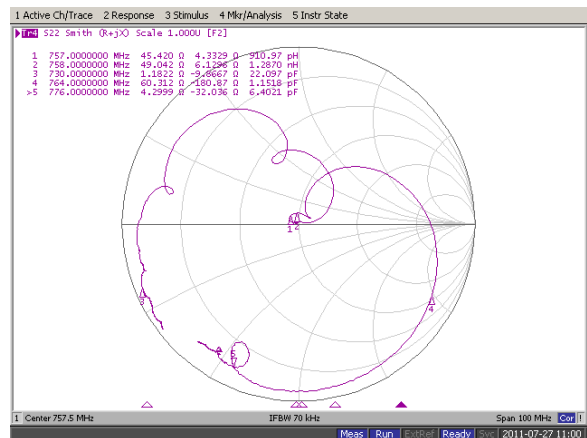 1 Active Ch/Trace 2 Response 3 Stimulus 4 Mkr/Analysis 5 Instr State
Tr4 S22 Smith (R+jX) Scale 1.000U [F2]
1 757.0000000 MHz 45.420 Ω 4.3329 Ω 910.97 pH
2 758.0000000 MHz 49.042 Ω 6.1296 Ω 1.2870 nH
3 730.0000000 MHz 1.1822 Ω -9.8667 Ω 22.097 pF
4 764.0000000 MHz 60.312 Ω -180.87 Ω 1.1518 pF
>5 776.0000000 MHz 4.2999 Ω -32.036 Ω 6.4021 pF
1 2
3
4
5
1 Center 757.5 MHz IFBW 70 kHz Span 100 MHz Cor !
Meas Run ExtRef Ready Svc 2011-07-27 11:00